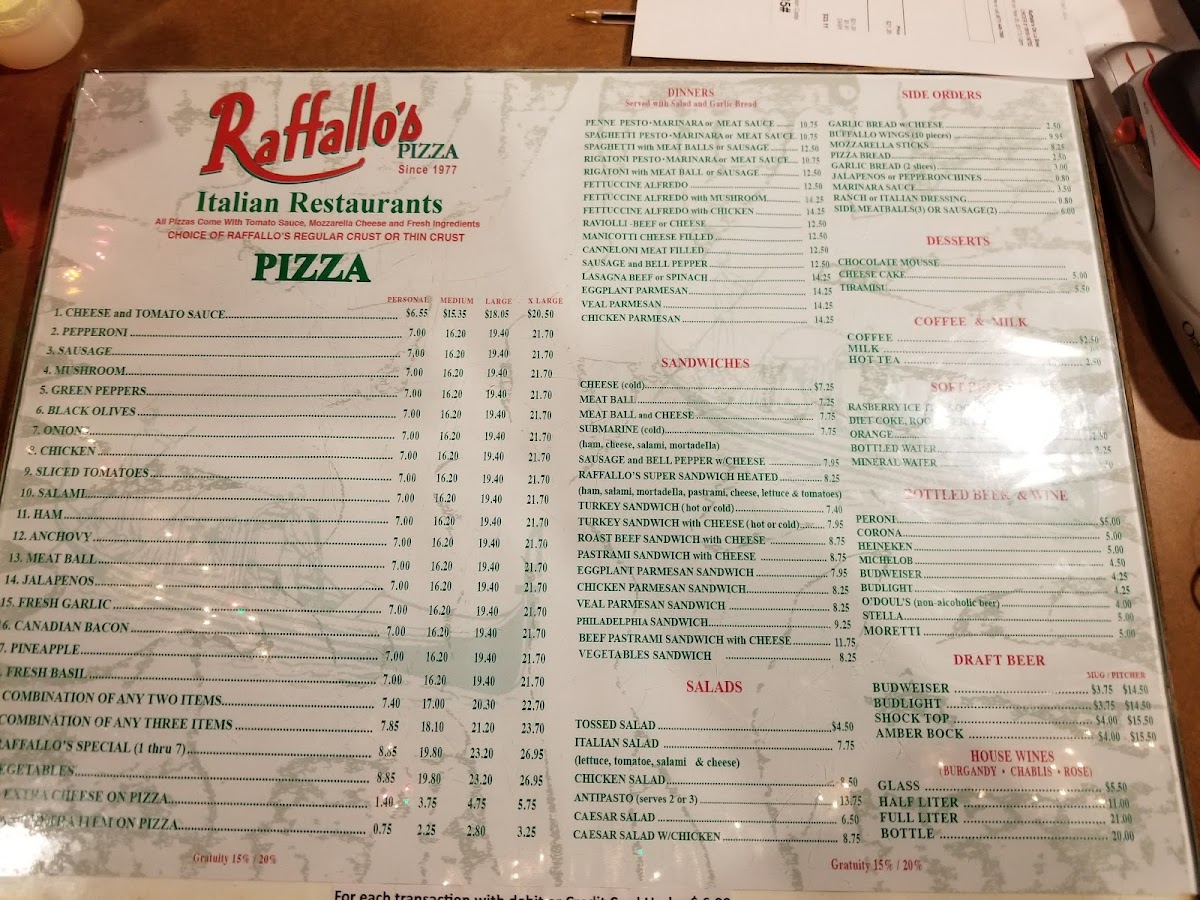 Raffallo's
PIZZA
Since 1977
Italian Restaurants
All Pizzas Come With Tomato Sauce, Mozzarella Cheese and Fresh Ingredients
CHOICE OF RAFFALLO'S REGULAR CRUST OR THIN CRUST
PIZZA
PERSONAL MEDIUM LARGE X LARGE
1. CHEESE and TOMATO SAUCE $6.55 $15.35 $18.05 $20.50
2. PEPPERONI 7.00 16.20 19.40 21.70
3. SAUSAGE 7.00 16.20 19.40 21.70
4. MUSHROOM 7.00 16.20 19.40 21.70
5. GREEN PEPPERS 7.00 16.20 19.40 21.70
6. BLACK OLIVES 7.00 16.20 19.40 21.70
7. ONIONS 7.00 16.20 19.40 21.70
8. CHICKEN 7.00 16.20 19.40 21.70
9. SLICED TOMATOES 7.00 16.20 19.40 21.70
10. SALAMI 7.00 16.20 19.40 21.70
11. HAM 7.00 16.20 19.40 21.70
12. ANCHOVY 7.00 16.20 19.40 21.70
13. MEAT BALL 7.00 16.20 19.40 21.70
14. JALAPENOS 7.00 16.20 19.40 21.70
15. FRESH GARLIC 7.00 16.20 19.40 21.70
16. CANADIAN BACON 7.00 16.20 19.40 21.70
7. PINEAPPLE 7.00 16.20 19.40 21.70
FRESH BASIL 7.00 16.20 19.40 21.70
COMBINATION OF ANY TWO ITEMS 7.40 17.00 20.30 22.70
COMBINATION OF ANY THREE ITEMS 7.85 18.10 21.20 23.70
RAFFALLO'S SPECIAL (1 thru 7) 8.85 19.80 23.20 26.95
VEGETABLES 8.85 19.80 23.20 26.95
EXTRA CHEESE ON PIZZA 1.40 3.75 4.75 5.75
EXTRA ITEM ON PIZZA 0.75 2.25 2.80 3.25
Gratuity 15% / 20%
DINNERS
Served with Salad and Garlic Bread
PENNE PESTO•MARINARA or MEAT SAUCE 10.75
SPAGHETTI PESTO•MARINARA or MEAT SAUCE 10.75
SPAGHETTI with MEAT BALLS or SAUSAGE 12.50
RIGATONI PESTO•MARINARA or MEAT SAUCE 10.75
RIGATONI with MEAT BALL or SAUSAGE 12.50
FETTUCCINE ALFREDO 12.50
FETTUCCINE ALFREDO with MUSHROOM 14.25
FETTUCCINE ALFREDO with CHICKEN 14.25
RAVIOLLI -BEEF or CHEESE 12.50
MANICOTTI CHEESE FILLED 12.50
CANNELONI MEAT FILLED 12.50
SAUSAGE and BELL PEPPER 12.50
LASAGNA BEEF or SPINACH 14.25
EGGPLANT PARMESAN 14.25
VEAL PARMESAN 14.25
CHICKEN PARMESAN 14.25
SANDWICHES
CHEESE (cold) $7.25
MEAT BALL 7.25
MEAT BALL and CHEESE 7.75
SUBMARINE (cold) 7.75
(ham, cheese, salami, mortadella)
SAUSAGE and BELL PEPPER w/CHEESE 7.95
RAFFALLO'S SUPER SANDWICH HEATED 8.25
(ham, salami, mortadella, pastrami, cheese, lettuce & tomatoes)
TURKEY SANDWICH (hot or cold) 7.40
TURKEY SANDWICH with CHEESE (hot or cold) 7.95
ROAST BEEF SANDWICH with CHEESE 8.75
PASTRAMI SANDWICH with CHEESE 8.75
EGGPLANT PARMESAN SANDWICH 7.95
CHICKEN PARMESAN SANDWICH 8.25
VEAL PARMESAN SANDWICH 8.25
PHILADELPHIA SANDWICH 9.25
BEEF PASTRAMI SANDWICH with CHEESE 11.75
VEGETABLES SANDWICH 8.25
SALADS
TOSSED SALAD $4.50
ITALIAN SALAD 7.75
(lettuce, tomatoe, salami & cheese)
CHICKEN SALAD 8.50
ANTIPASTO (serves 2 or 3) 13.75
CAESAR SALAD 6.50
CAESAR SALAD W/CHICKEN 8.75
SIDE ORDERS
GARLIC BREAD w/CHEESE 2.50
BUFFALO WINGS (10 pieces) 9.95
MOZZARELLA STICKS 8.25
PIZZA BREAD 2.50
GARLIC BREAD (2 slices) 3.00
JALAPENOS or PEPPERONCHINES 0.80
MARINARA SAUCE 3.50
RANCH or ITALIAN DRESSING 0.80
SIDE MEATBALLS(3) OR SAUSAGE(2) 6.00
DESSERTS
CHOCOLATE MOUSSE
CHEESE CAKE 5.00
TIRAMISU 5.50
COFFEE & MILK
COFFEE $2.50
MILK
HOT TEA 2.50
SOFT
RASBERRY ICE
DIET COKE,
ORANGE
BOTTLED WATER 2.25
MINERAL WATER
BOTTLED BEER & WINE
PERONI $5.00
CORONA 5.00
HEINEKEN 5.00
MICHELOB 4.50
BUDWEISER 4.25
BUDLIGHT 4.25
O'DOUL'S (non-alcoholic beer) 4.00
STELLA 5.00
MORETTI 5.00
DRAFT BEER
MUG / PITCHER
BUDWEISER $3.75 $14.50
BUDLIGHT $3.75 $14.50
SHOCK TOP $4.00 $15.50
AMBER BOCK $4.00 $15.50
HOUSE WINES
(BURGANDY • CHABLIS • ROSE)
GLASS $5.50
HALF LITER 11.00
FULL LITER 21.00
BOTTLE 20.00
Gratuity 15% / 20%
For each transaction with debit or Credit Card